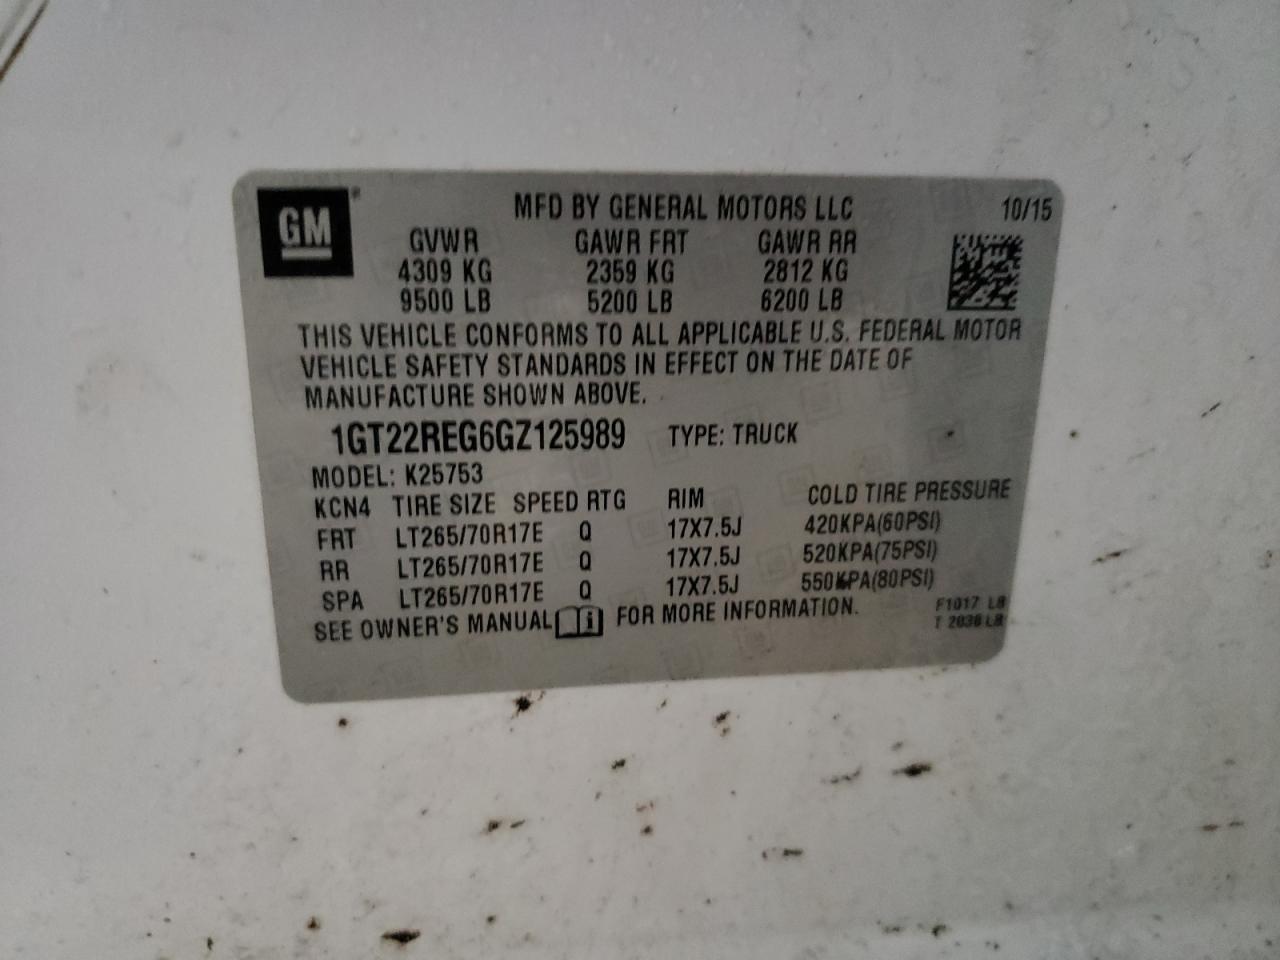 GM®
MFD BY GENERAL MOTORS LLC 10/15
GVWR GAWR FRT GAWR RR
4309 KG 2359 KG 2812 KG
9500 LB 5200 LB 6200 LB
THIS VEHICLE CONFORMS TO ALL APPLICABLE U.S. FEDERAL MOTOR
VEHICLE SAFETY STANDARDS IN EFFECT ON THE DATE OF
MANUFACTURE SHOWN ABOVE.
1GT22REG6GZ125989 TYPE: TRUCK
MODEL: K25753
KCN4 TIRE SIZE SPEED RTG RIM COLD TIRE PRESSURE
FRT LT265/70R17E Q 17X7.5J 420KPA(60PSI)
RR LT265/70R17E Q 17X7.5J 520KPA(75PSI)
SPA LT265/70R17E Q 17X7.5J 550KPA(80PSI)
SEE OWNER'S MANUAL i FOR MORE INFORMATION.
F1017 LB
T 2036 LB